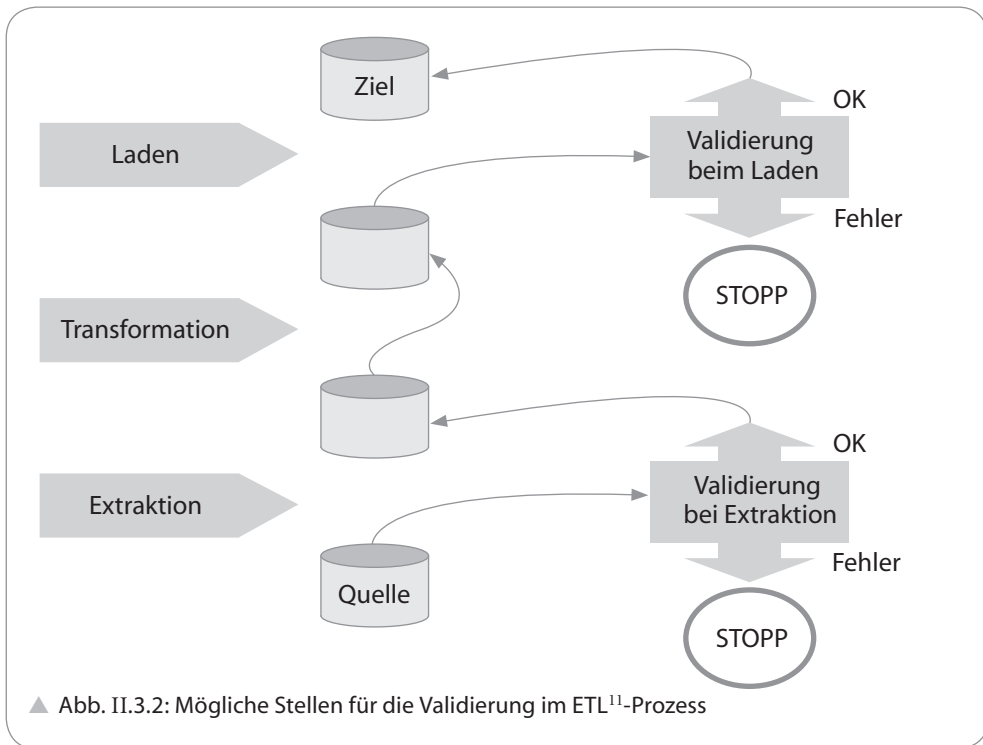 Ziel
OK
Laden
Validierung
beim Laden
Fehler
STOPP
Transformation
OK
Extraktion
Validierung
bei Extraktion
Fehler
Quelle
STOPP
▲ Abb. II.3.2: Mögliche Stellen für die Validierung im ETL¹¹-Prozess